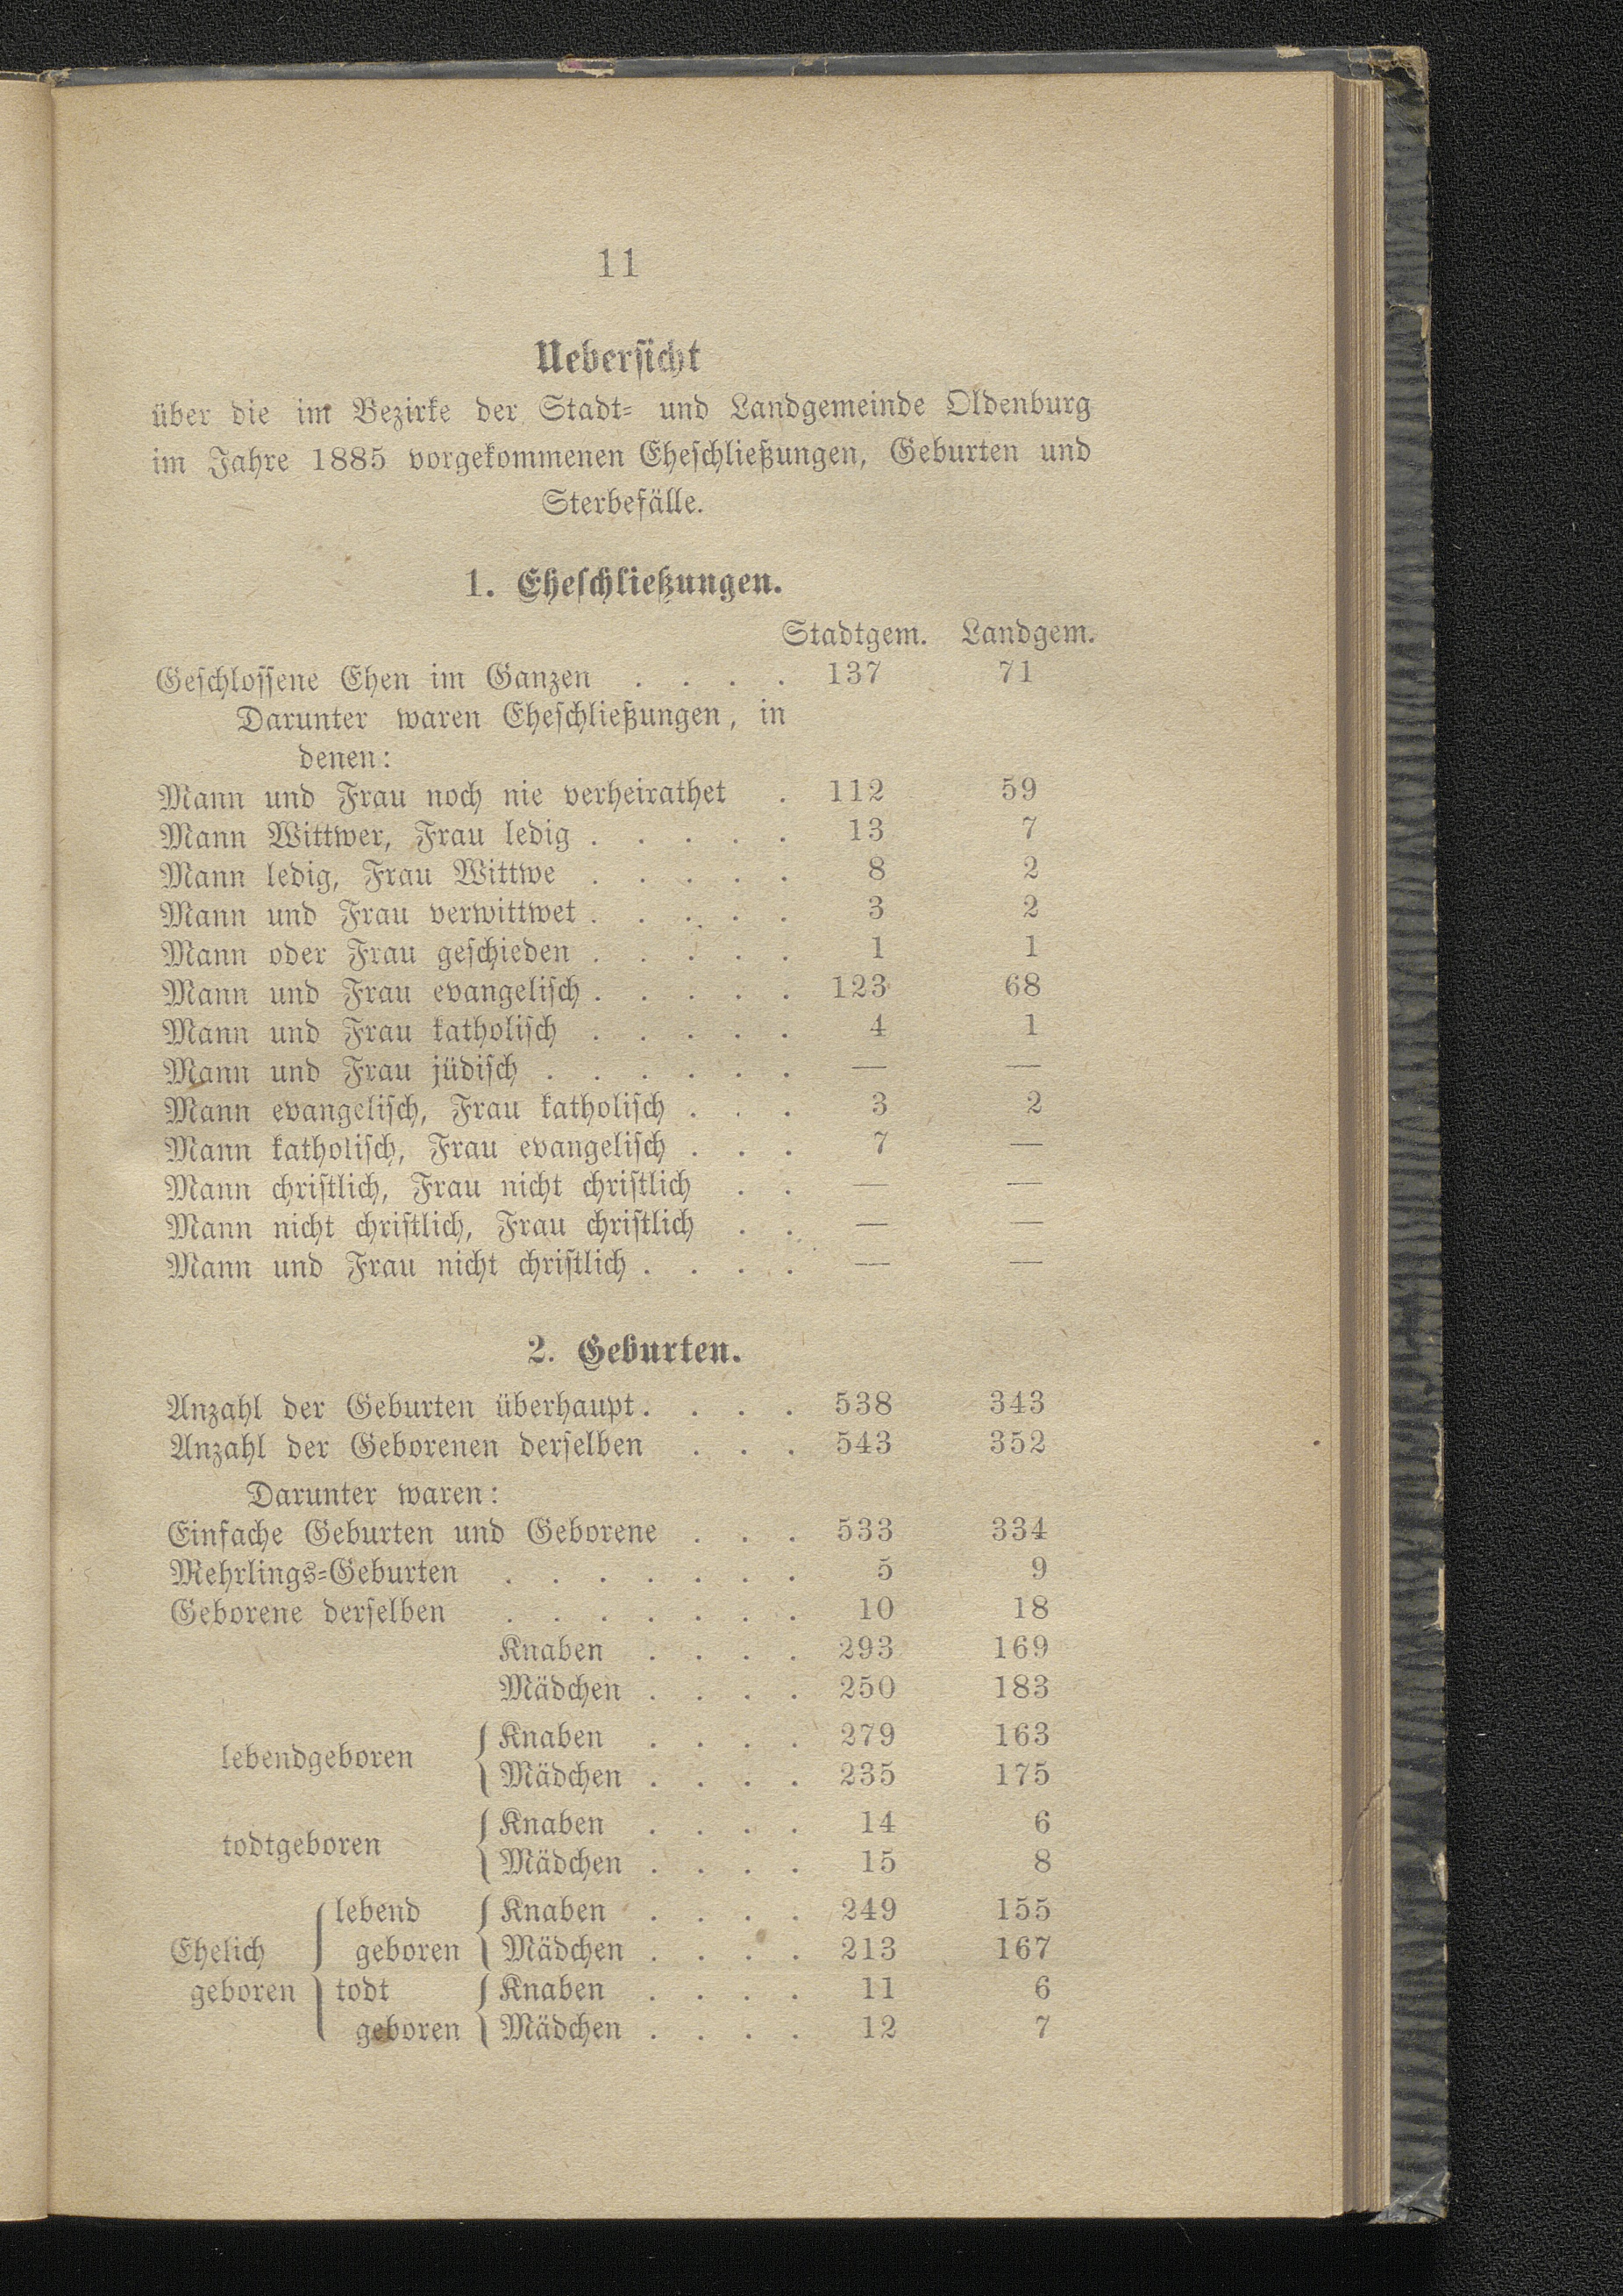 11
Uebersicht
über die im Bezirke der Stadt- und Landgemeinde Oldenburg
im Jahre 1885 vorgekommenen Eheschließungen, Geburten und
Sterbefälle.
1. Eheschließungen.
Stadtgem. Landgem.
Geschlossene Ehen im Ganzen . . . . 137 71
Darunter waren Eheschließungen, in
denen:
Mann und Frau noch nie verheirathet . 112 59
Mann Wittwer, Frau ledig . . . . . 13 7
Mann ledig, Frau Wittwe . . . . . 8 2
Mann und Frau verwittwet . . . . . 3 2
Mann oder Frau geschieden . . . . . 1 1
Mann und Frau evangelisch . . . . . 123 68
Mann und Frau katholisch . . . . . 4 1
Mann und Frau jüdisch . . . . . . — —
Mann evangelisch, Frau katholisch . . . 3 2
Mann katholisch, Frau evangelisch . . . 7 —
Mann christlich, Frau nicht christlich . . — —
Mann nicht christlich, Frau christlich . . — —
Mann und Frau nicht christlich . . . . — —
2. Geburten.
Anzahl der Geburten überhaupt . . . . 538 343
Anzahl der Geborenen derselben . . . 543 352
Darunter waren:
Einfache Geburten und Geborene . . . 533 334
Mehrlings-Geburten . . . . . . . 5 9
Geborene derselben . . . . . . . 10 18
Knaben . . . . 293 169
Mädchen . . . . 250 183
lebendgeboren
Knaben . . . . 279 163
Mädchen . . . . 235 175
todtgeboren
Knaben . . . . 14 6
Mädchen . . . . 15 8
lebend Knaben . . . . 249 155
Ehelich geboren Mädchen . . . . 213 167
geboren todt Knaben . . . . 11 6
geboren Mädchen . . . . 12 7